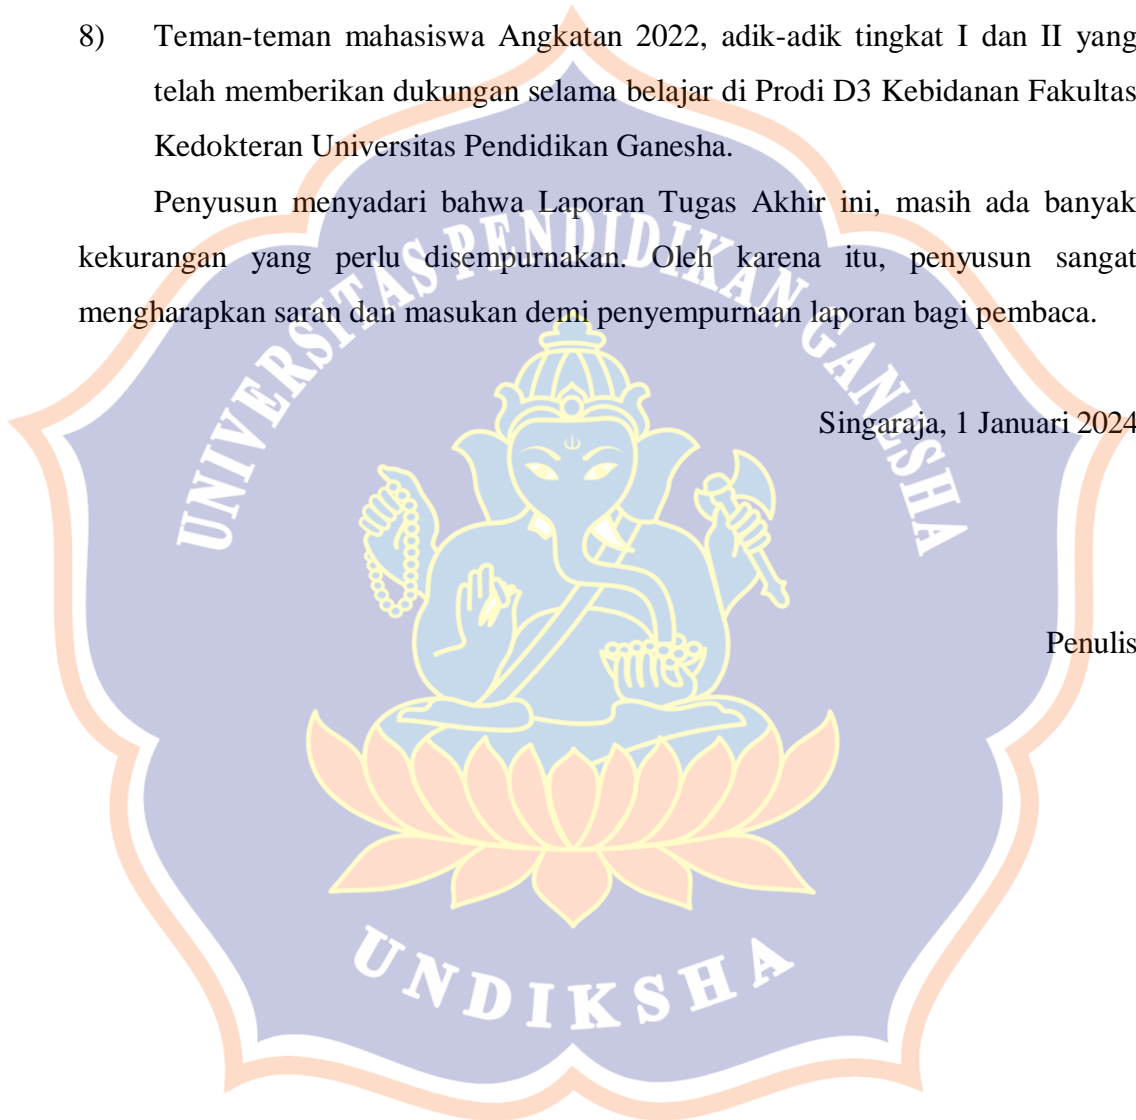 8) Teman-teman mahasiswa Angkatan 2022, adik-adik tingkat I dan II yang
telah memberikan dukungan selama belajar di Prodi D3 Kebidanan Fakultas
Kedokteran Universitas Pendidikan Ganesha.
Penyusun menyadari bahwa Laporan Tugas Akhir ini, masih ada banyak
kekurangan yang perlu disempurnakan. Oleh karena itu, penyusun sangat
mengharapkan saran dan masukan demi penyempurnaan laporan bagi pembaca.
UNIVERSITAS PENDIDIKAN GANESHA
Singaraja, 1 Januari 2024
Penulis
UNDIKSHA